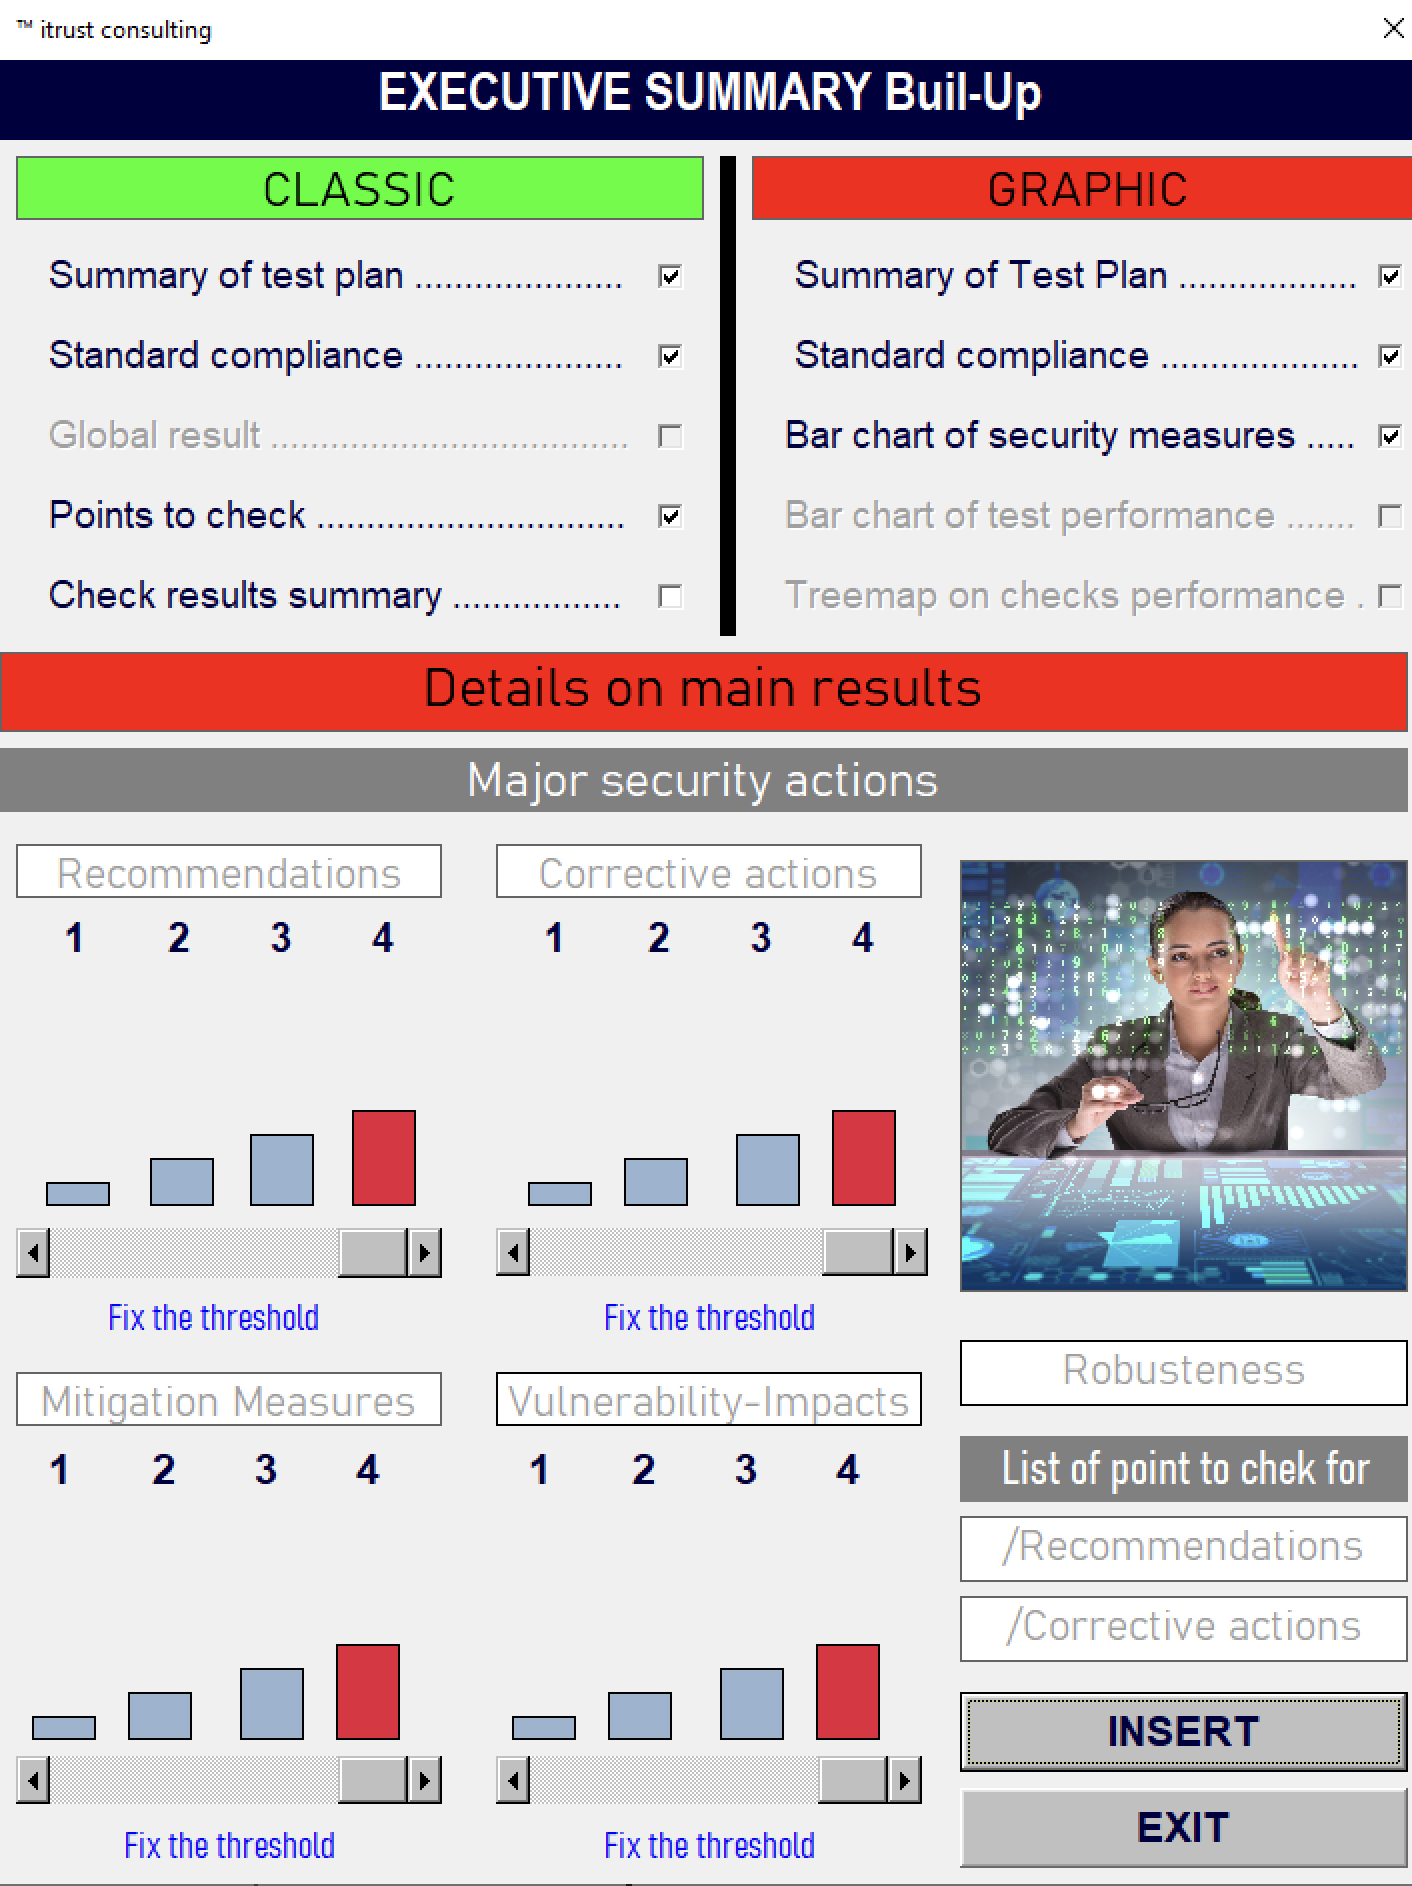 ™ itrust consulting
EXECUTIVE SUMMARY Buil-Up
CLASSIC
Summary of test plan .....................
Standard compliance .....................
Global result ....................................
Points to check ...............................
Check results summary .................
GRAPHIC
Summary of Test Plan ..................
Standard compliance ....................
Bar chart of security measures .....
Bar chart of test performance .......
Treemap on checks performance .
Details on main results
Major security actions
Recommendations
1 2 3 4
Fix the threshold
Corrective actions
1 2 3 4
Fix the threshold
Mitigation Measures
1 2 3 4
Fix the threshold
Vulnerability-Impacts
1 2 3 4
Fix the threshold
Robusteness
List of point to chek for
/Recommendations
/Corrective actions
INSERT
EXIT